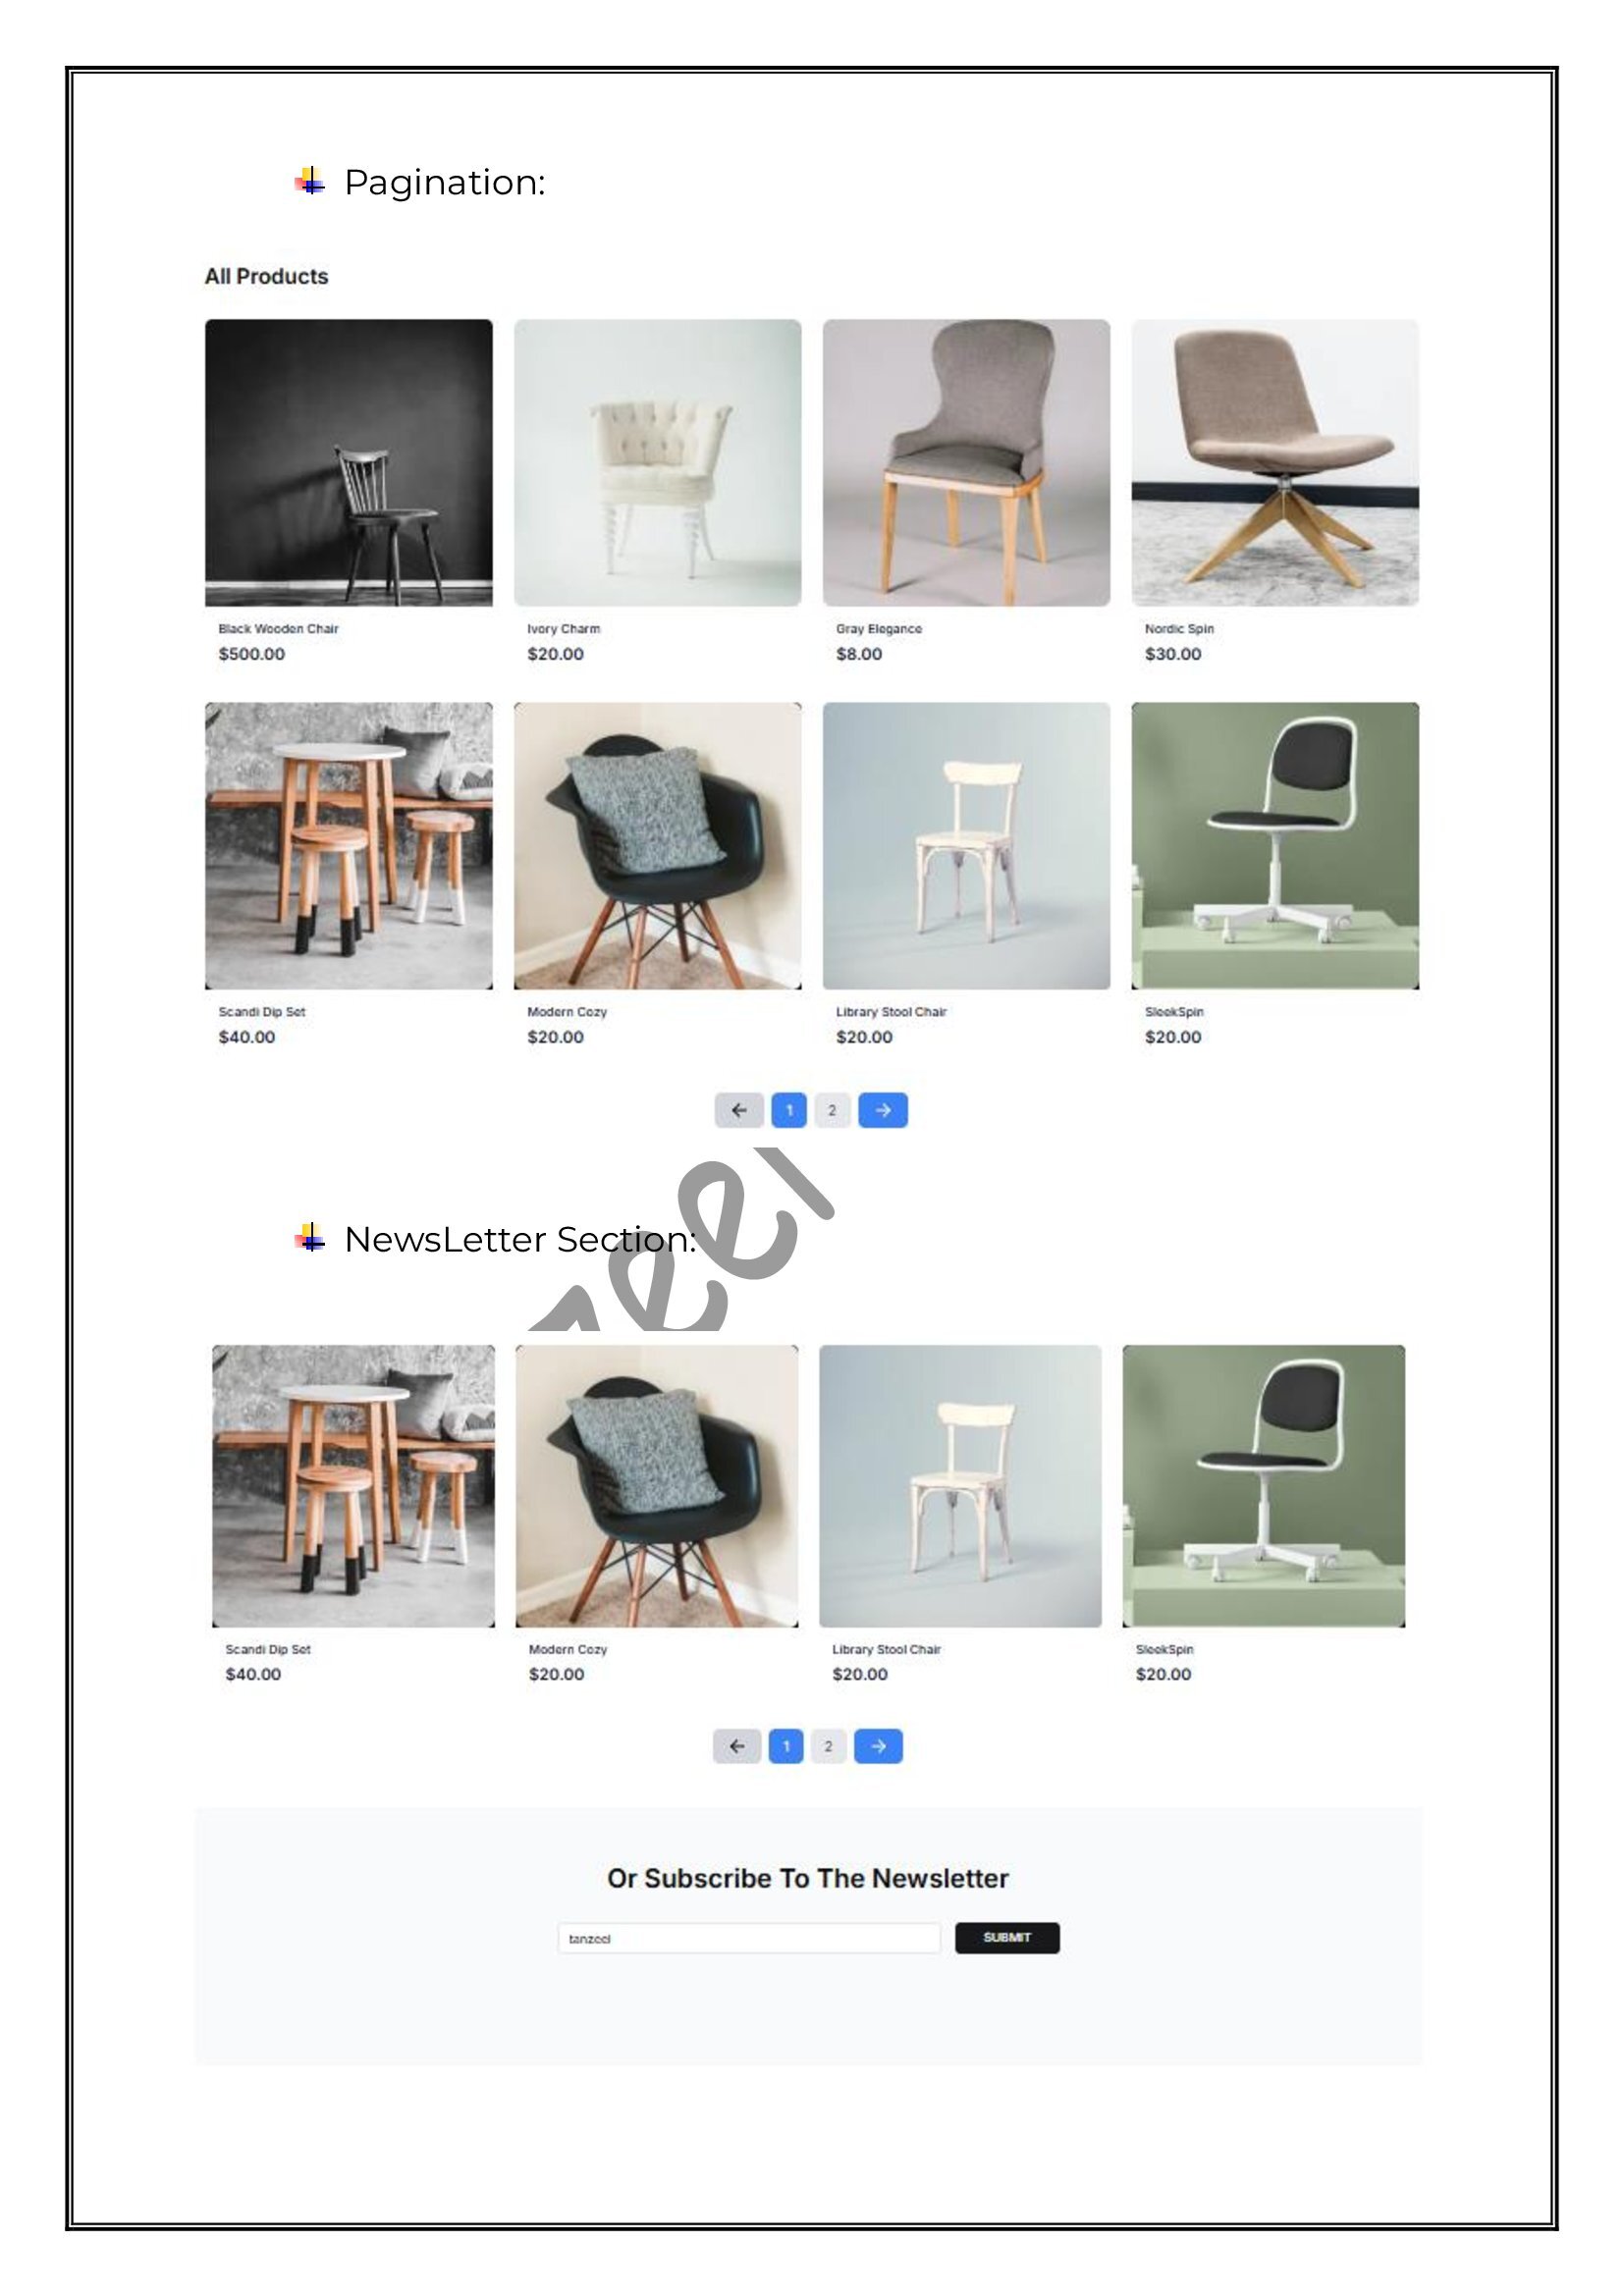 Pagination:
All Products
Black Wooden Chair
$500.00
Ivory Charm
$20.00
Gray Elegance
$8.00
Nordic Spin
$30.00
Scandi Dip Set
$40.00
Modern Cozy
$20.00
Library Stool Chair
$20.00
SleekSpin
$20.00
← 1 2 →
NewsLetter Section:
Scandi Dip Set
$40.00
Modern Cozy
$20.00
Library Stool Chair
$20.00
SleekSpin
$20.00
← 1 2 →
Or Subscribe To The Newsletter
tanzeel SUBMIT